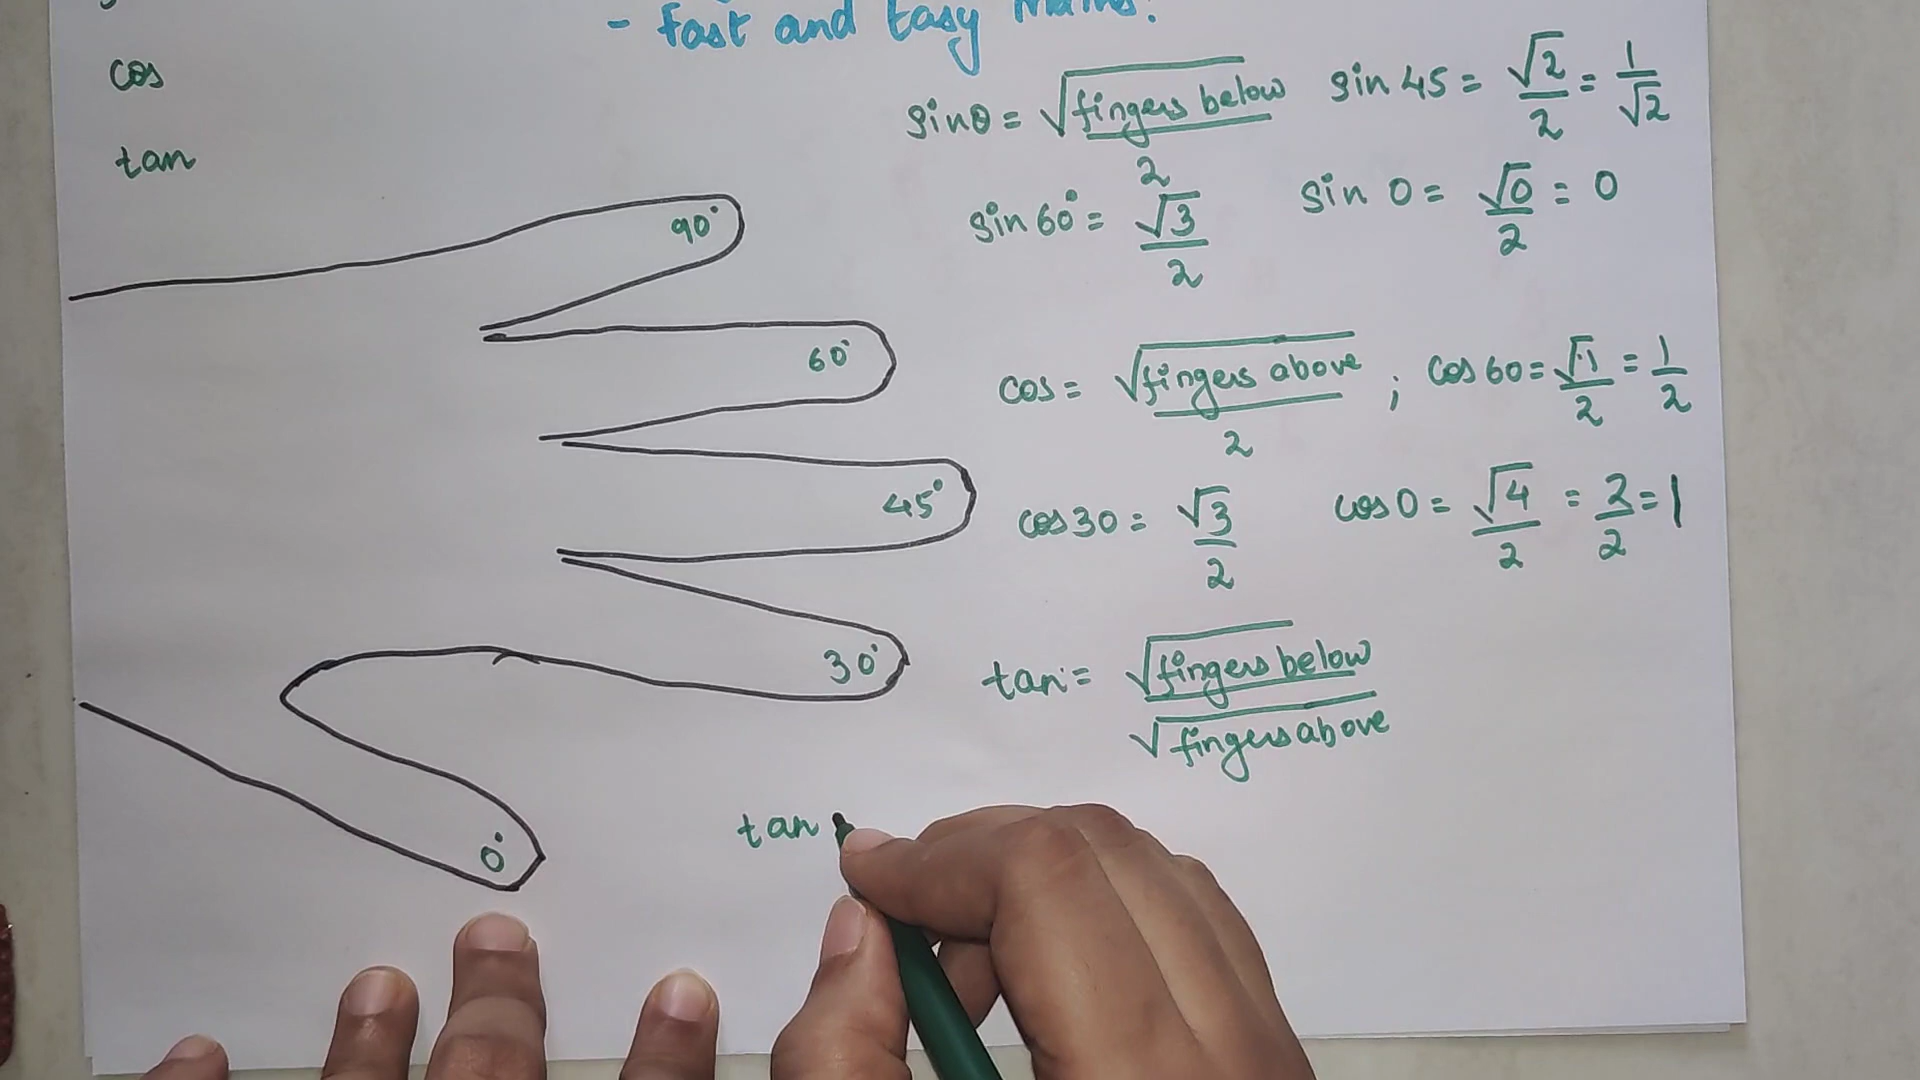 - fast and Easy Maths!
cos
tan
sinθ = √fingers below / 2
sin 45 = √2/2 = 1/√2
sin 60° = √3/2
sin 0 = √0/2 = 0
cos = √fingers above / 2 ; cos 60 = √1/2 = 1/2
cos 30 = √3/2
cos 0 = √4/2 = 2/2 = 1
tan = √fingers below / √fingers above
tan
90°
60°
45°
30°
0°